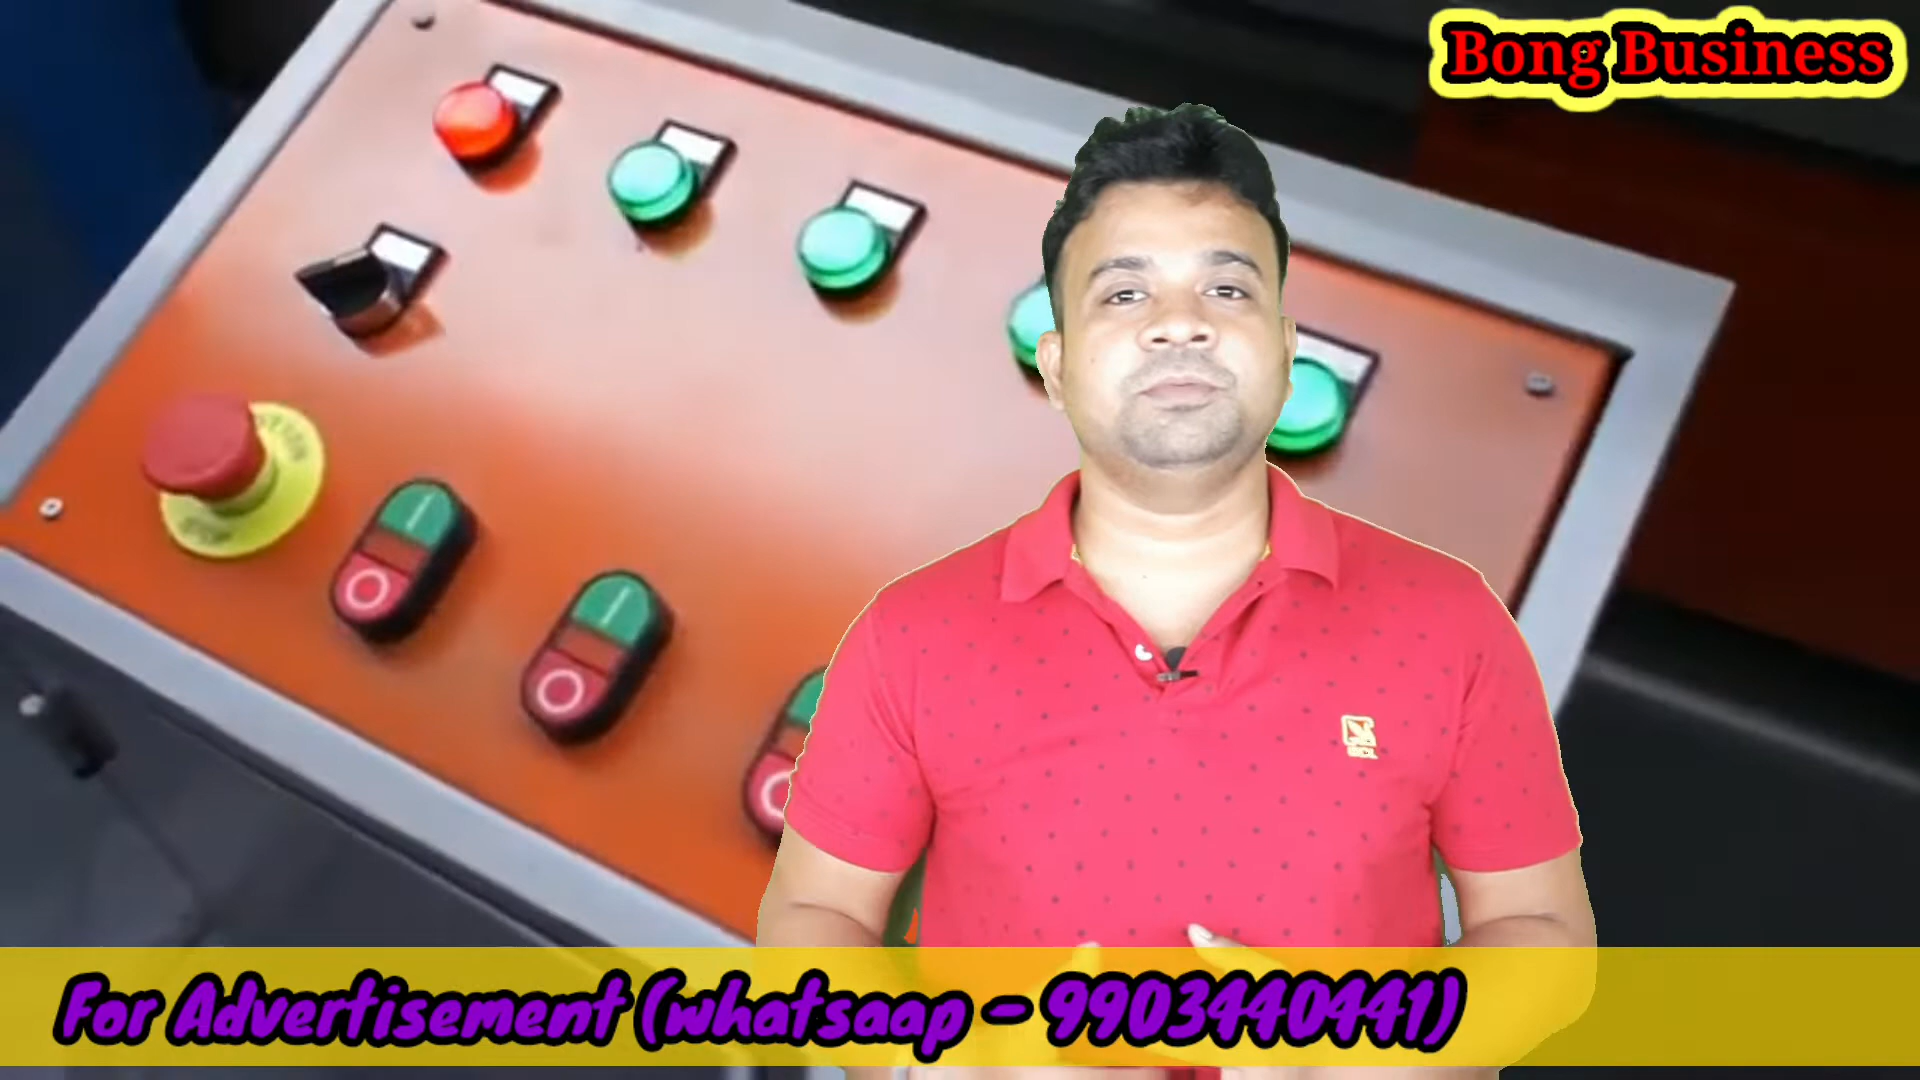 Bong Business
For Advertisement (whatsaap - 9903440441)